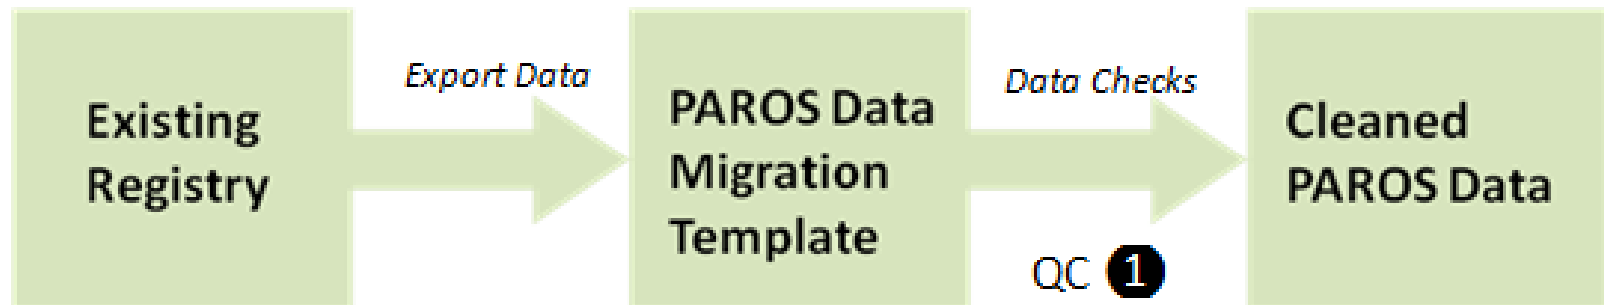 Existing
Registry
Export Data
PAROS Data
Migration
Template
Data Checks
QC 1
Cleaned
PAROS Data